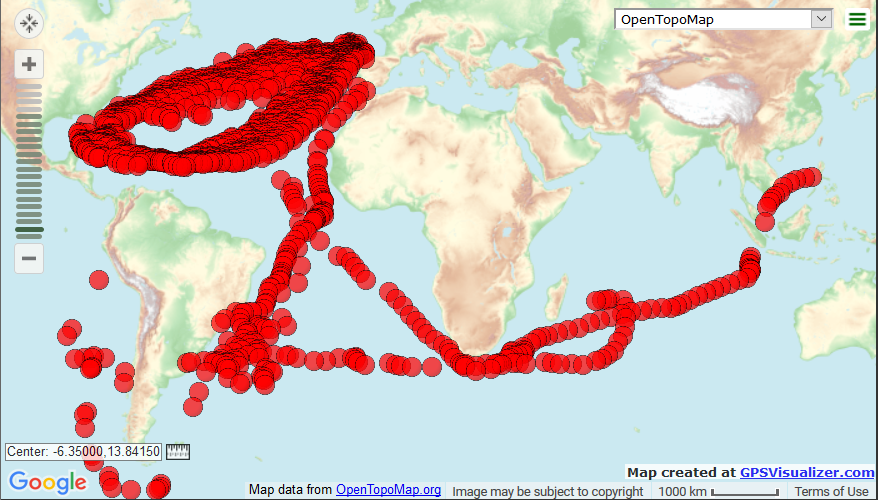 OpenTopoMap
Center: -6.35000,13.84150
Map created at GPSVisualizer.com
Google
Map data from OpenTopoMap.org
Image may be subject to copyright
1000 km
Terms of Use